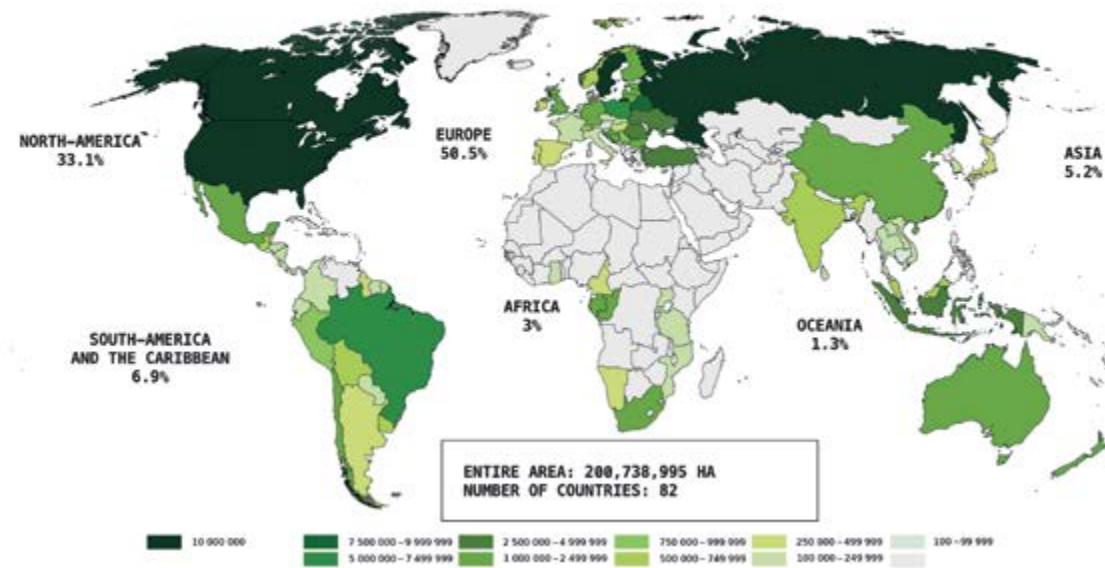 NORTH-AMERICA
33.1%
EUROPE
50.5%
ASIA
5.2%
AFRICA
3%
OCEANIA
1.3%
SOUTH-AMERICA
AND THE CARIBBEAN
6.9%
ENTIRE AREA: 200,738,995 HA
NUMBER OF COUNTRIES: 82
10 000 000
7 500 000-9 999 999
2 500 000-4 999 999
750 000-999 999
250 000-499 999
100-99 999
5 000 000-7 499 999
1 000 000-2 499 999
500 000-749 999
100 000-249 999